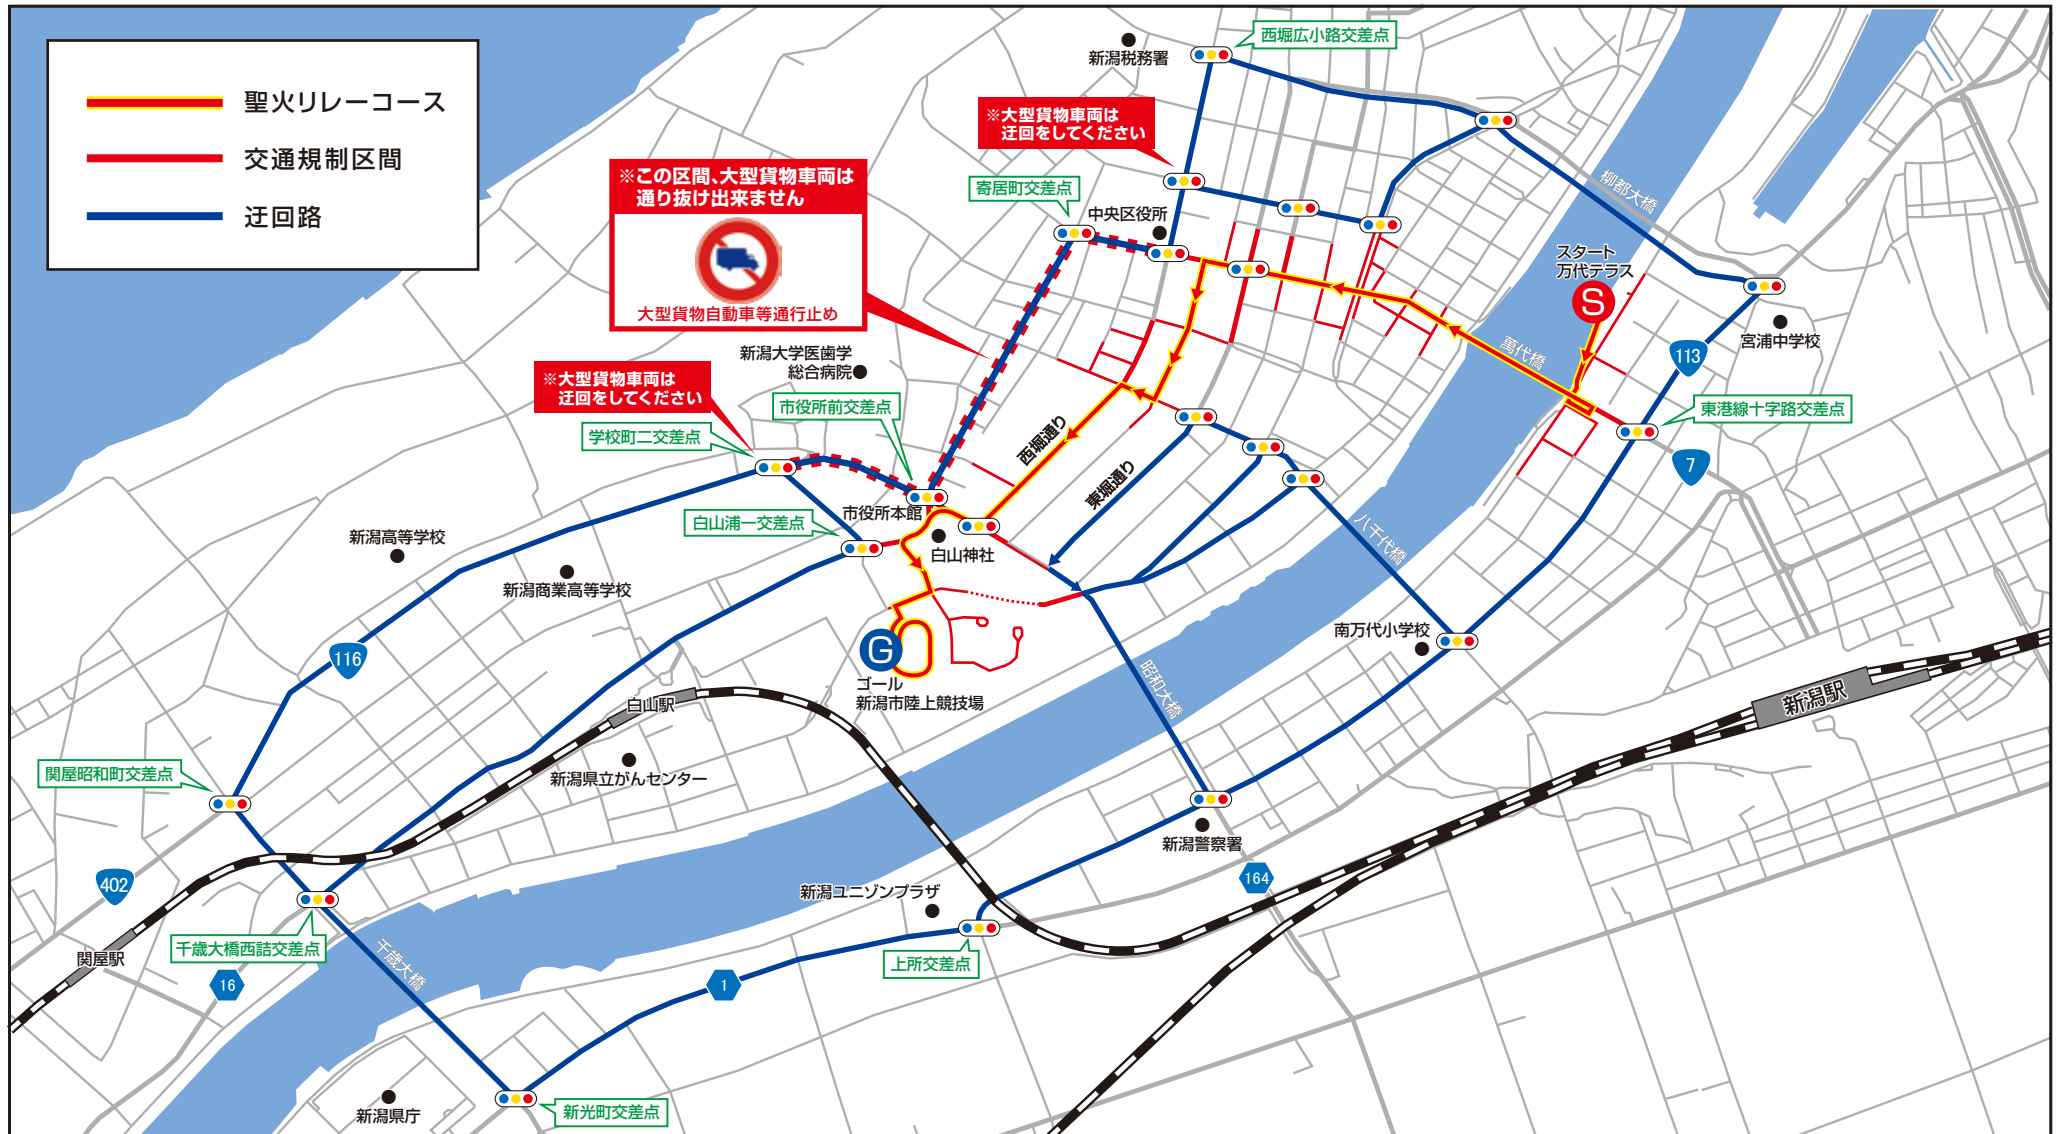 聖火リレーコース
交通規制区間
迂回路
新潟税務署
西堀広小路交差点
※大型貨物車両は
迂回をしてください
※この区間、大型貨物車両は
通り抜け出来ません
大型貨物自動車等通行止め
寄居町交差点
中央区役所
柳都大橋
スタート
万代テラス
S
宮浦中学校
萬代橋
113
新潟大学医歯学
総合病院
※大型貨物車両は
迂回をしてください
市役所前交差点
東港線十字路交差点
学校町二交差点
西堀通り
東堀通り
7
市役所本館
白山浦一交差点
白山神社
八千代橋
新潟高等学校
新潟商業高等学校
116
G
ゴール
新潟市陸上競技場
南万代小学校
昭和大橋
白山駅
新潟駅
関屋昭和町交差点
新潟県立がんセンター
新潟警察署
402
164
新潟ユニゾンプラザ
千歳大橋西詰交差点
関屋駅
千歳大橋
上所交差点
16
1
新潟県庁
新光町交差点